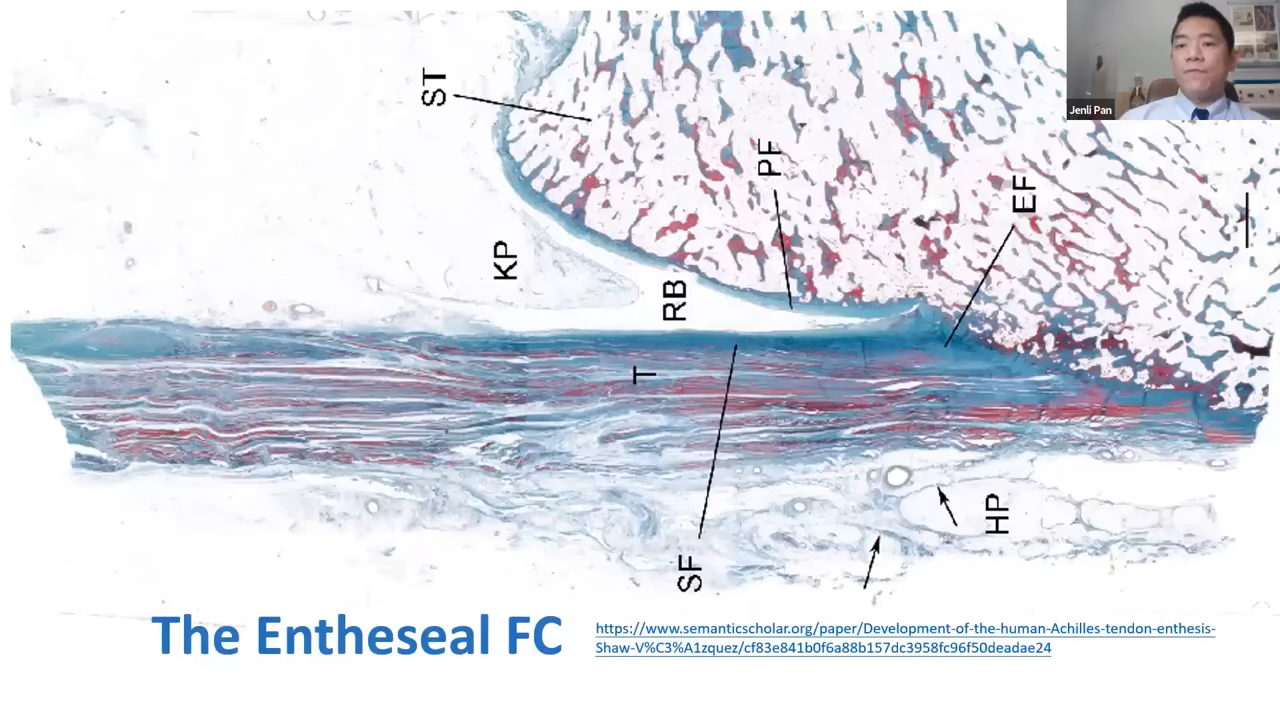 Jenli Pan
ST
PF
EF
KP
RB
T
SF
HP
The Entheseal FC
https://www.semanticscholar.org/paper/Development-of-the-human-Achilles-tendon-enthesis-
Shaw-V%C3%A1zquez/cf83e841b0f6a88b157dc3958fc96f50deadae24